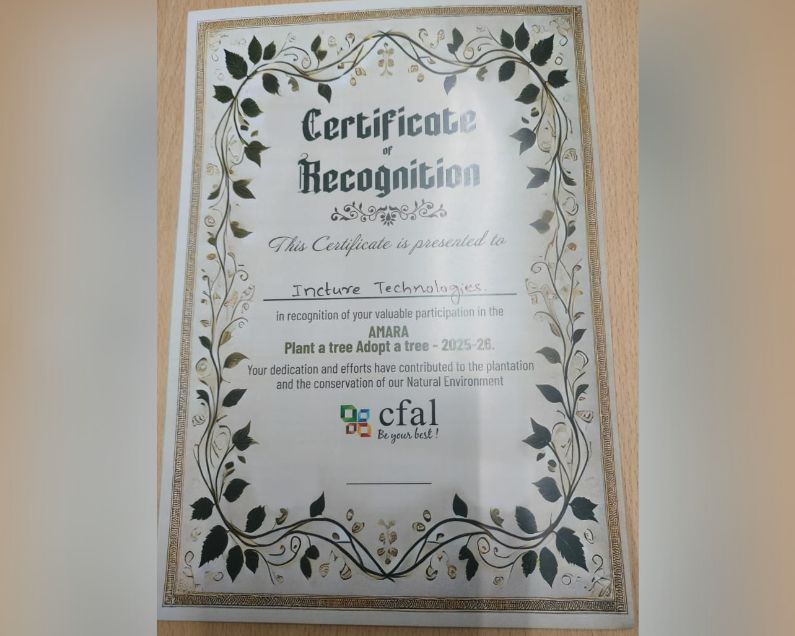 Certificate
of
Recognition
This Certificate is presented to
Incture Technologies.
in recognition of your valuable participation in the
AMARA
Plant a tree Adopt a tree - 2025-26.
Your dedication and efforts have contributed to the plantation
and the conservation of our Natural Environment
cfal
Be your best !